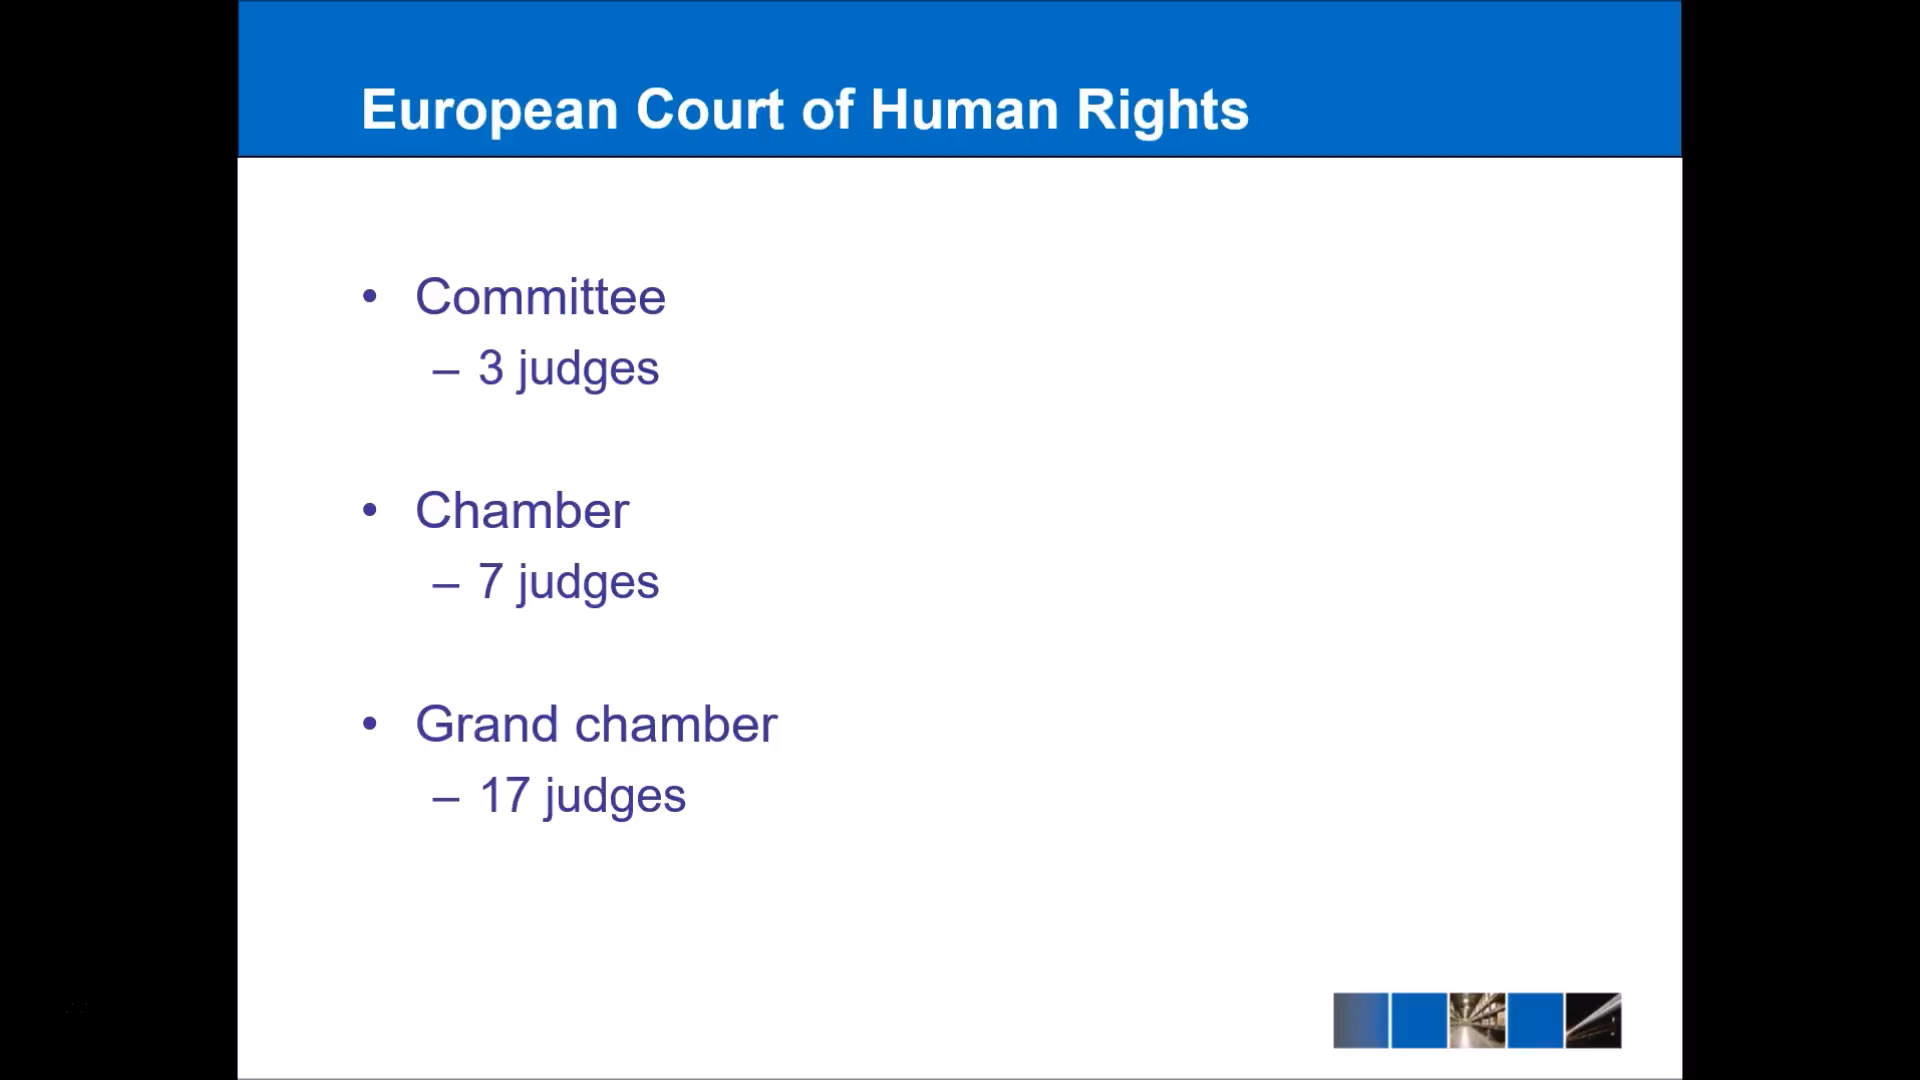 European Court of Human Rights
• Committee
– 3 judges
• Chamber
– 7 judges
• Grand chamber
– 17 judges